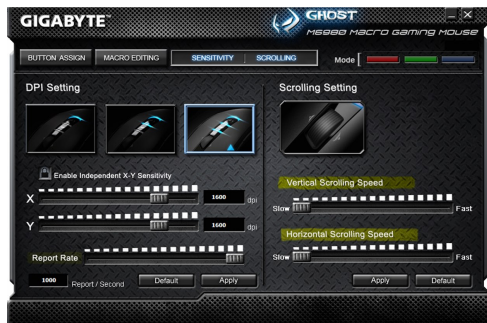 GIGABYTE™
GHOST
M6980 Macro Gaming Mouse
BUTTON ASSIGN
MACRO EDITING
SENSITIVITY
SCROLLING
Mode
DPI Setting
Scrolling Setting
Enable Independent X-Y Sensitivity
X
1600 dpi
Y
1600 dpi
Report Rate
1000 Report / Second
Default
Apply
Vertical Scrolling Speed
Slow
Fast
Horizontal Scrolling Speed
Slow
Fast
Apply
Default